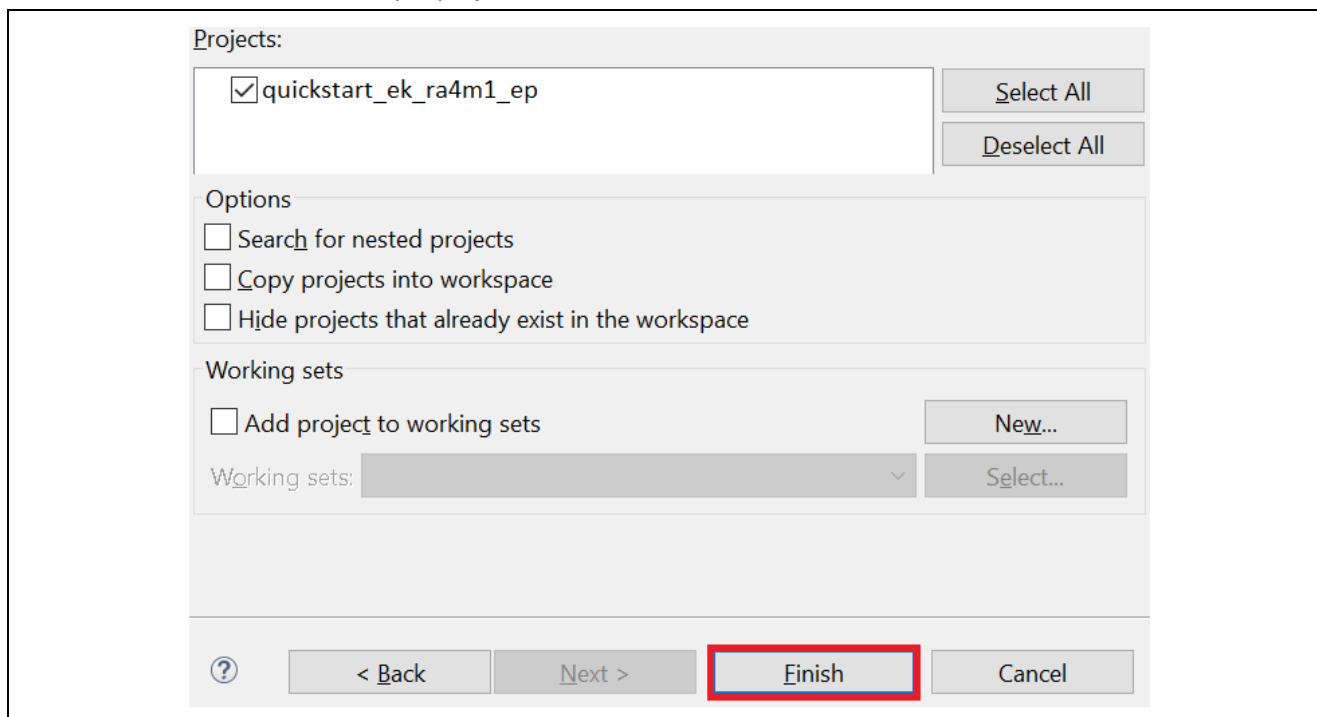 Projects:
quickstart_ek_ra4m1_ep
Select All
Deselect All
Options
Search for nested projects
Copy projects into workspace
Hide projects that already exist in the workspace
Working sets
Add project to working sets
New...
Working sets:
Select...
?
< Back
Next >
Finish
Cancel